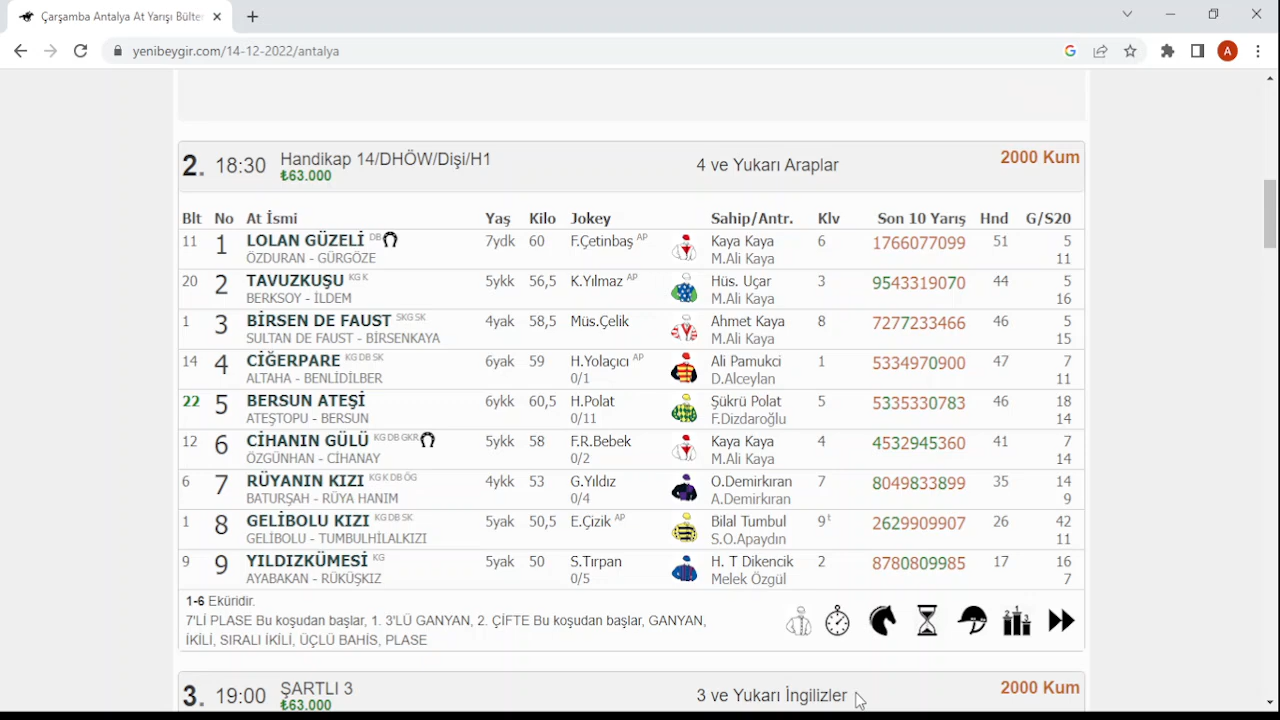 Çarşamba Antalya At Yarışı Bülter
yenibeygir.com/14-12-2022/antalya
A
2. 18:30 Handikap 14/DHÖW/Dişi/H1 4 ve Yukarı Araplar 2000 Kum
₺63.000
Blt No At İsmi Yaş Kilo Jokey Sahip/Antr. Klv Son 10 Yarış Hnd G/S20
11 1 LOLAN GÜZELİ DB 7ydk 60 F.Çetinbaş AP Kaya Kaya 6 1766077099 51 5
ÖZDURAN - GÜRGÖZE M.Ali Kaya 11
20 2 TAVUZKUŞU KG K 5ykk 56,5 K.Yılmaz AP Hüs. Uçar 3 9543319070 44 5
BERKSOY - İLDEM M.Ali Kaya 16
1 3 BİRSEN DE FAUST SKG SK 4yak 58,5 Müs.Çelik Ahmet Kaya 8 7277233466 46 5
SULTAN DE FAUST - BİRSENKAYA M.Ali Kaya 15
14 4 CİĞERPARE KG DB SK 6yak 59 H.Yolaçıcı AP Ali Pamukci 1 5334970900 47 7
ALTAHA - BENLİDİLBER 0/1 D.Alceylan 11
22 5 BERSUN ATEŞİ 6ykk 60,5 H.Polat Şükrü Polat 5 5335330783 46 18
ATEŞTOPU - BERSUN 0/11 F.Dizdaroğlu 14
12 6 CİHANIN GÜLÜ KG DB GKR 5ykk 58 F.R.Bebek Kaya Kaya 4 4532945360 41 7
ÖZGÜNHAN - CİHANAY 0/2 M.Ali Kaya 14
6 7 RÜYANIN KIZI KG K DB ÖG 4ykk 53 G.Yıldız O.Demirkıran 7 8049833899 35 14
BATURŞAH - RÜYA HANIM 0/4 A.Demirkıran 9
1 8 GELİBOLU KIZI KG DB SK 5yak 50,5 E.Çizik AP Bilal Tumbul 9t 2629909907 26 42
GELİBOLU - TUMBULHİLALKIZI S.O.Apaydın 11
9 9 YILDIZKÜMESİ KG 5yak 50 S.Tırpan H. T Dikencik 2 8780809985 17 16
AYABAKAN - RÜKÜŞKIZ 0/5 Melek Özgül 7
1-6 Eküridir.
7'Lİ PLASE Bu koşudan başlar, 1. 3'LÜ GANYAN, 2. ÇİFTE Bu koşudan başlar, GANYAN,
İKİLİ, SIRALI İKİLİ, ÜÇLÜ BAHİS, PLASE
3. 19:00 ŞARTLI 3 3 ve Yukarı İngilizler 2000 Kum
₺63.000